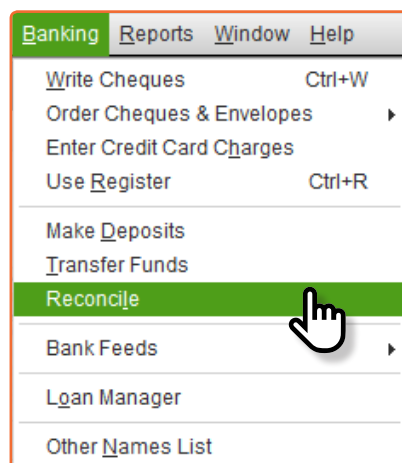 Banking Reports Window Help
Write Cheques Ctrl+W
Order Cheques & Envelopes
Enter Credit Card Charges
Use Register Ctrl+R
Make Deposits
Transfer Funds
Reconcile
Bank Feeds
Loan Manager
Other Names List